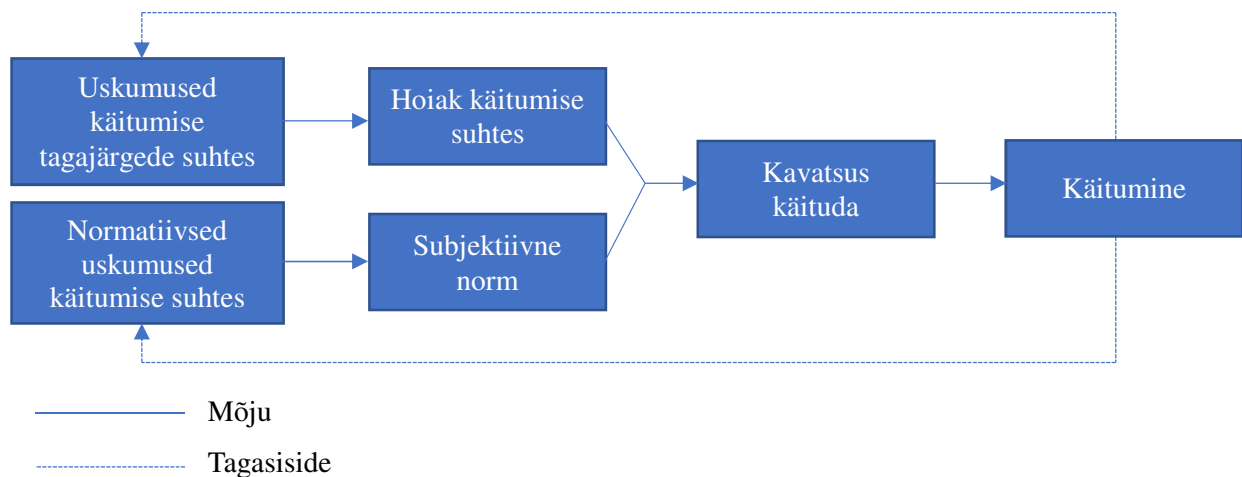 Uskumused
käitumise
tagajärgede suhtes
Hoiak käitumise
suhtes
Normatiivsed
uskumused
käitumise suhtes
Subjektiivne
norm
Kavatsus
käituda
Käitumine
Mõju
Tagasiside